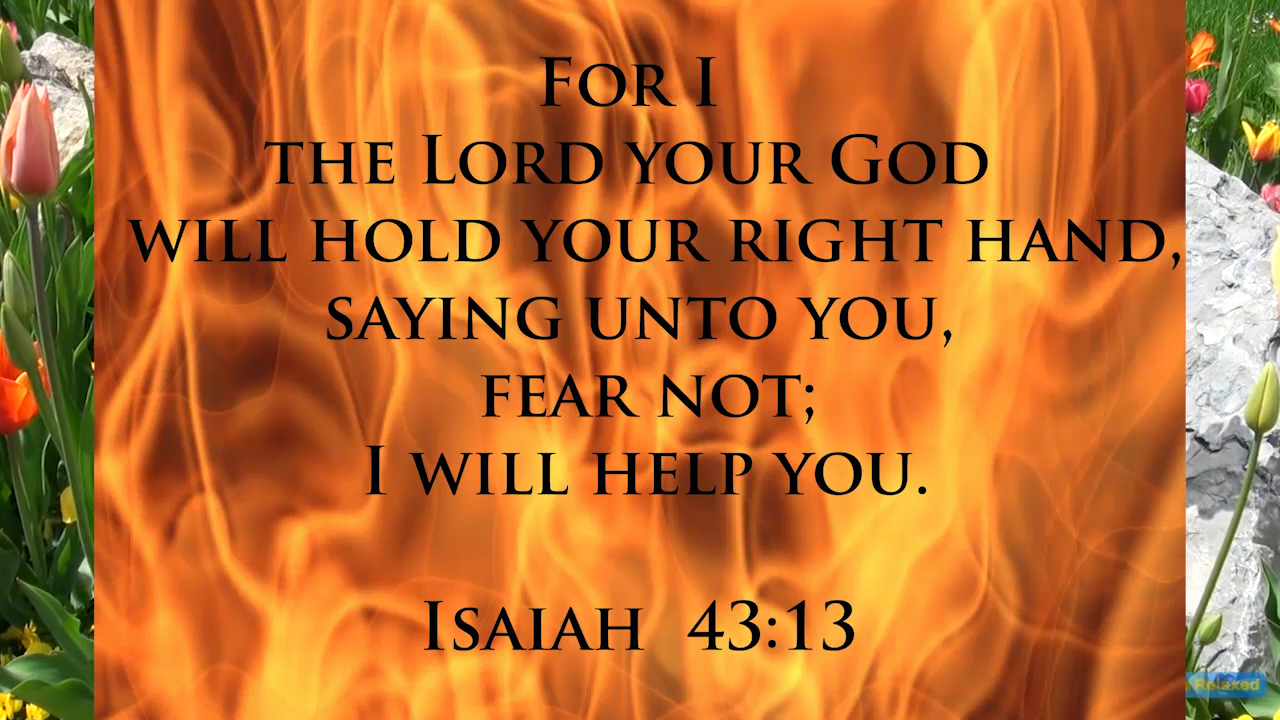 For I
the Lord your God
will hold your right hand,
saying unto you,
fear not;
I will help you.
Isaiah 43:13
Relaxed